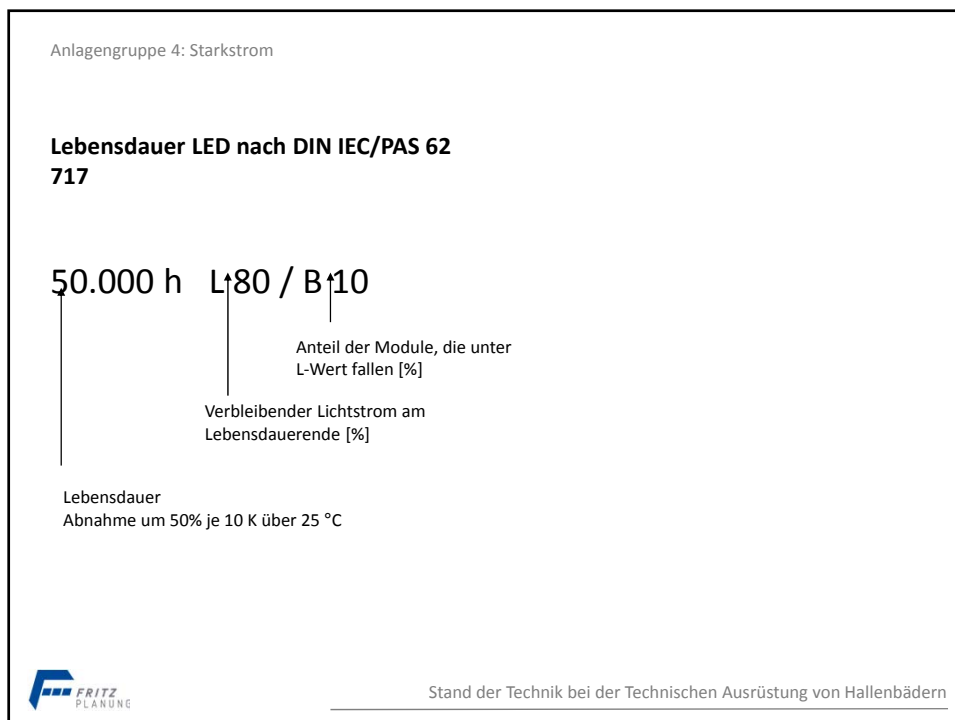 Anlagengruppe 4: Starkstrom
Lebensdauer LED nach DIN IEC/PAS 62
717
50.000 h L 80 / B 10
Anteil der Module, die unter
L-Wert fallen [%]
Verbleibender Lichtstrom am
Lebensdauerende [%]
Lebensdauer
Abnahme um 50% je 10 K über 25 °C
FRITZ
PLANUNG
Stand der Technik bei der Technischen Ausrüstung von Hallenbädern